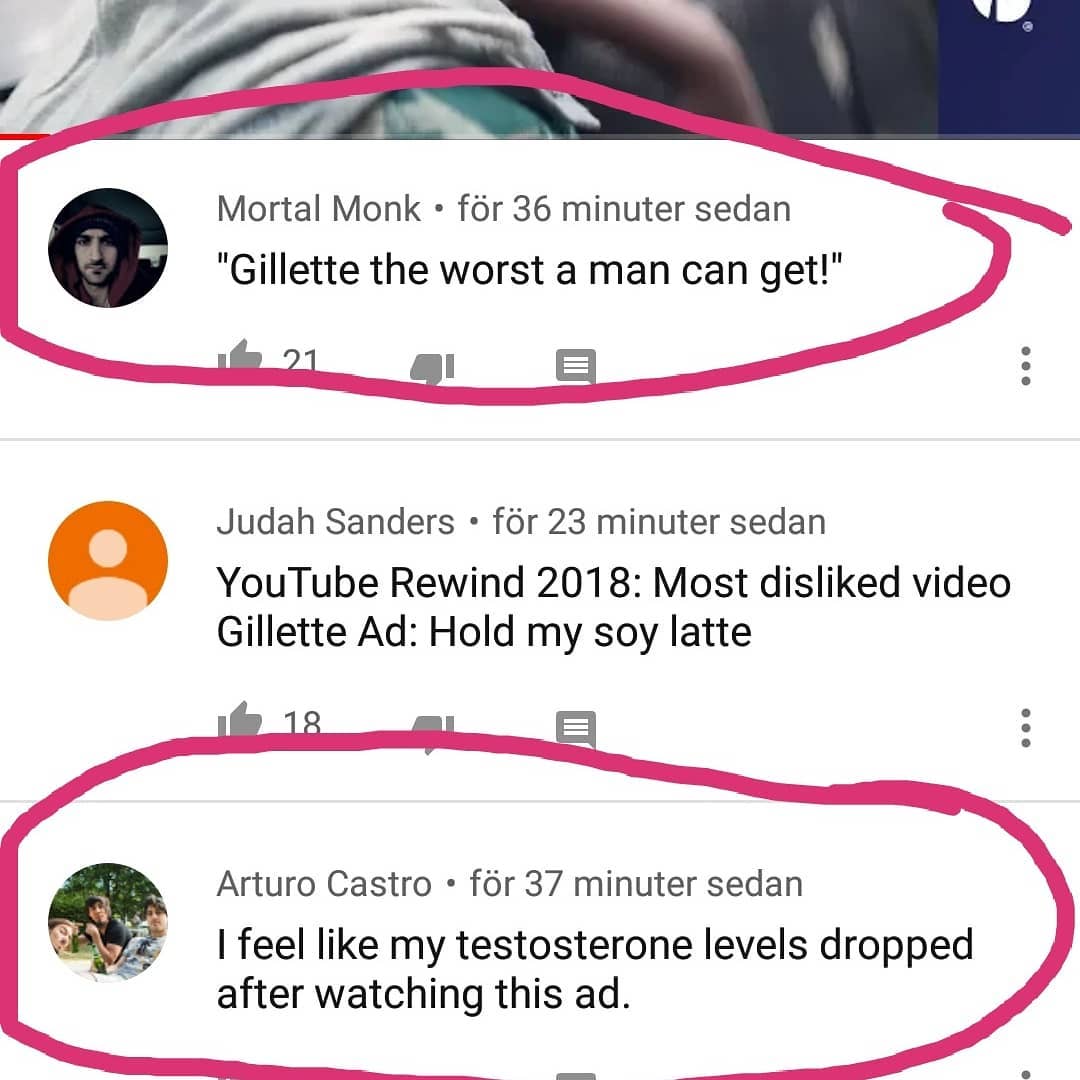 Mortal Monk • för 36 minuter sedan
"Gillette the worst a man can get!"
21
Judah Sanders • för 23 minuter sedan
YouTube Rewind 2018: Most disliked video
Gillette Ad: Hold my soy latte
18
Arturo Castro • för 37 minuter sedan
I feel like my testosterone levels dropped
after watching this ad.